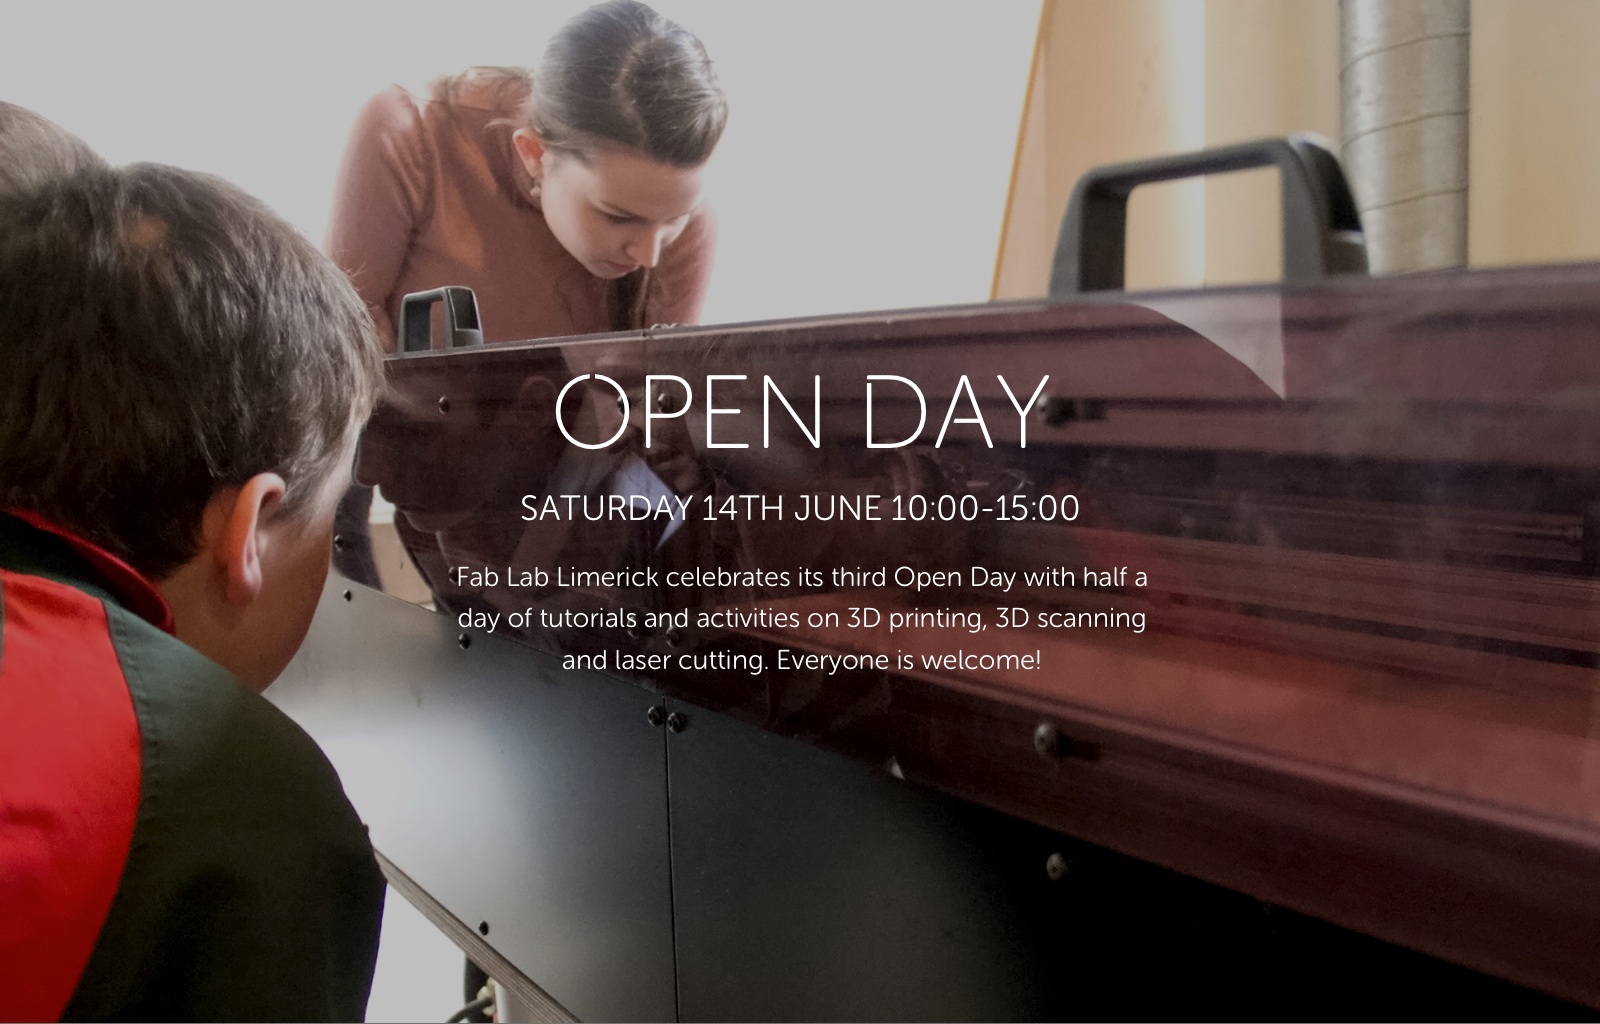 OPEN DAY
SATURDAY 14TH JUNE 10:00-15:00
Fab Lab Limerick celebrates its third Open Day with half a
day of tutorials and activities on 3D printing, 3D scanning
and laser cutting. Everyone is welcome!